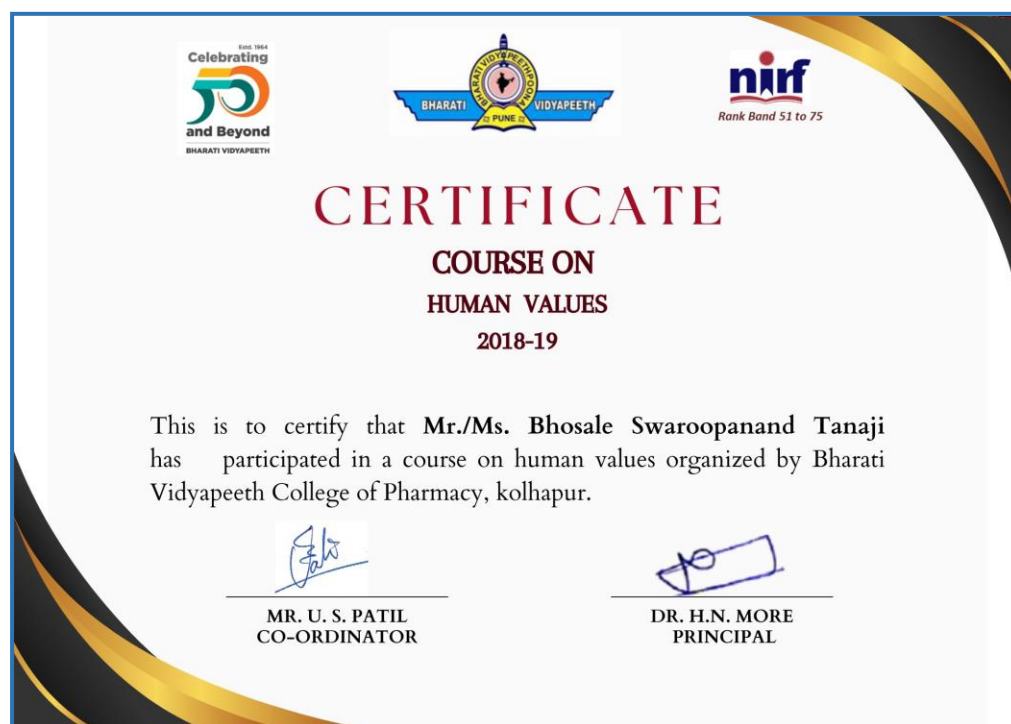 Estd. 1964
Celebrating
50
and Beyond
BHARATI VIDYAPEETH
BHARATI VIDYAPEETH POONA
BHARATI VIDYAPEETH
PUNE
nirf
Rank Band 51 to 75
CERTIFICATE
COURSE ON
HUMAN VALUES
2018-19
This is to certify that Mr./Ms. Bhosale Swaroopanand Tanaji
has participated in a course on human values organized by Bharati
Vidyapeeth College of Pharmacy, kolhapur.
MR. U. S. PATIL
CO-ORDINATOR
DR. H.N. MORE
PRINCIPAL